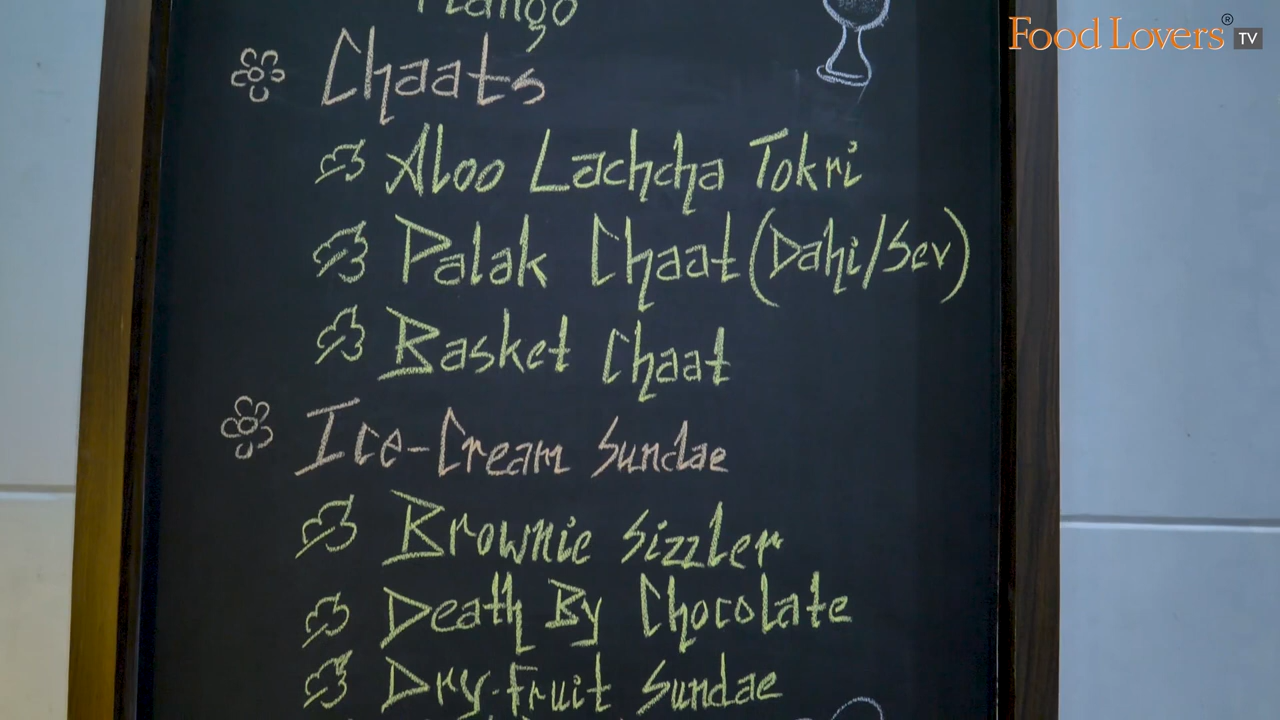 Mango
Food Lovers® TV
Chaats
Aloo Lachcha Tokri
Palak Chaat (Dahi/Sev)
Basket Chaat
Ice-Cream Sundae
Brownie Sizzler
Death By Chocolate
Dry-Fruit Sundae